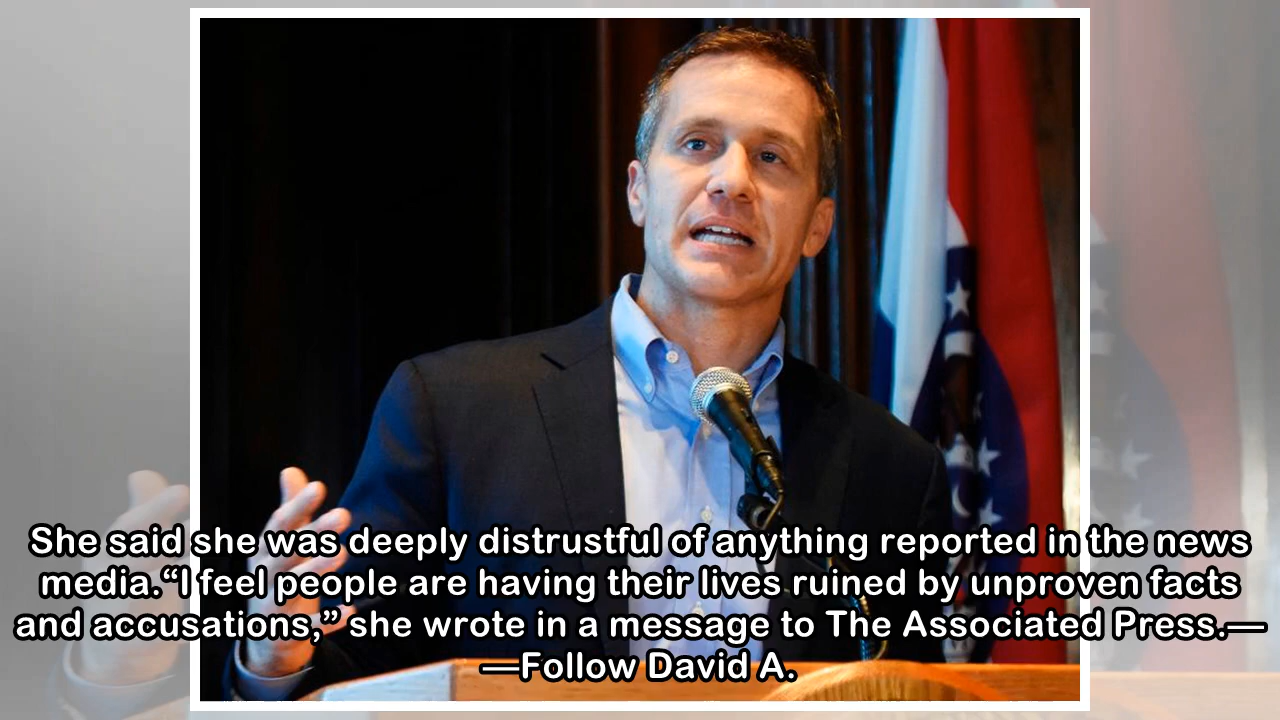 She said she was deeply distrustful of anything reported in the news
media.“I feel people are having their lives ruined by unproven facts
and accusations,” she wrote in a message to The Associated Press.—
—Follow David A.